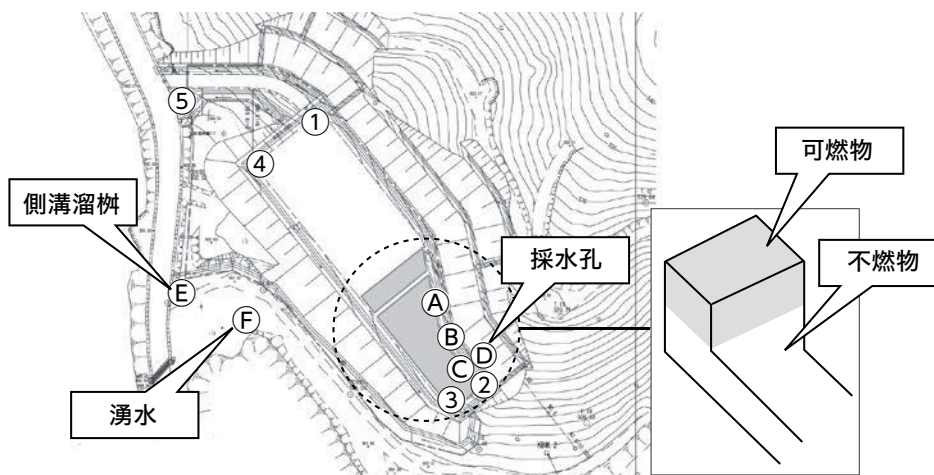 ⑤
①
④
可燃物
側溝溜桝
採水孔
不燃物
Ⓔ
Ⓐ
Ⓕ
Ⓑ
Ⓓ
Ⓒ
②
③
湧水